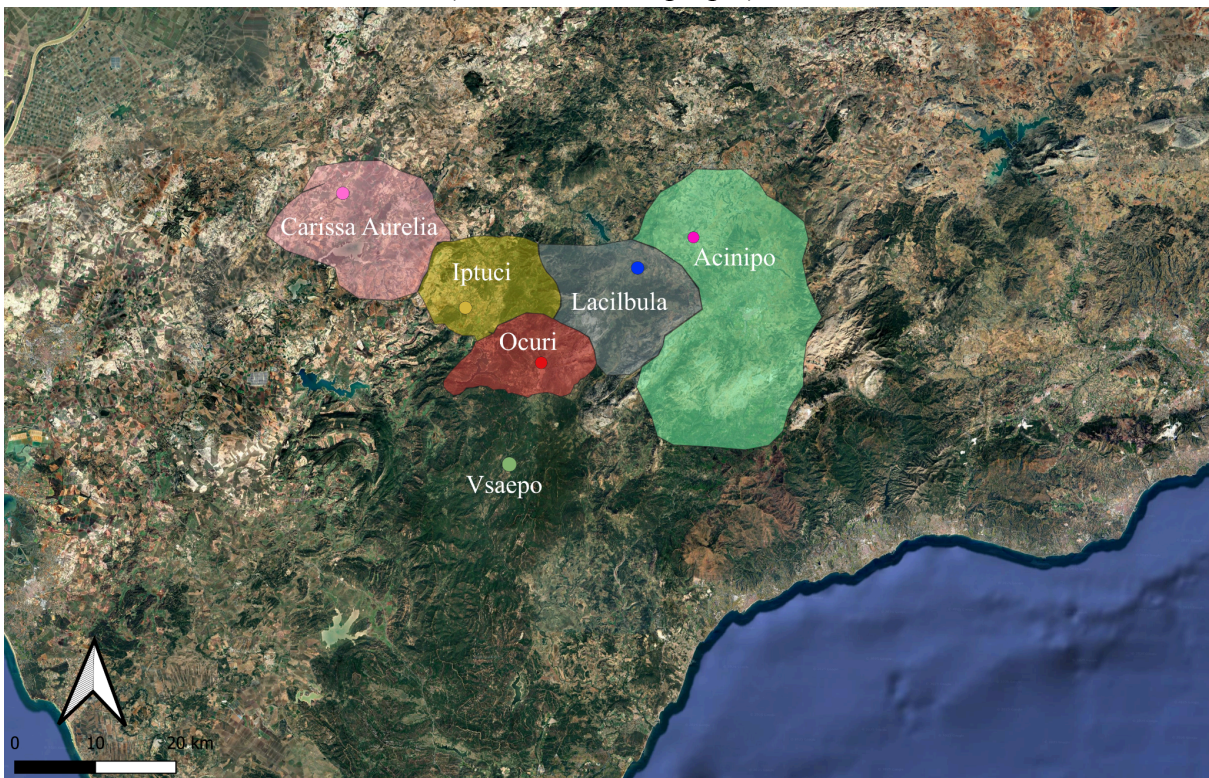 Carissa Aurelia
Iptuci
Acinipo
Lacilbula
Ocuri
Vsaepo
0 10 20 km